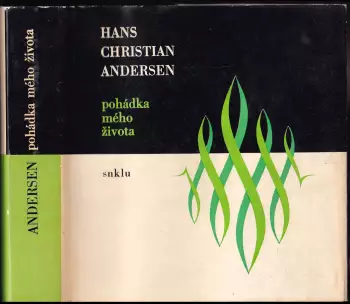 ANDERSEN pohádka mého života
HANS
CHRISTIAN
ANDERSEN
pohádka
mého
života
snklu